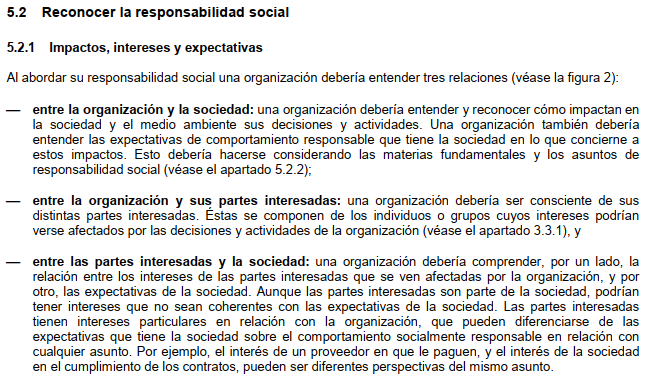 5.2 Reconocer la responsabilidad social
5.2.1 Impactos, intereses y expectativas
Al abordar su responsabilidad social una organización debería entender tres relaciones (véase la figura 2):
— entre la organización y la sociedad: una organización debería entender y reconocer cómo impactan en
la sociedad y el medio ambiente sus decisiones y actividades. Una organización también debería
entender las expectativas de comportamiento responsable que tiene la sociedad en lo que concierne a
estos impactos. Esto debería hacerse considerando las materias fundamentales y los asuntos de
responsabilidad social (véase el apartado 5.2.2);
— entre la organización y sus partes interesadas: una organización debería ser consciente de sus
distintas partes interesadas. Éstas se componen de los individuos o grupos cuyos intereses podrían
verse afectados por las decisiones y actividades de la organización (véase el apartado 3.3.1), y
— entre las partes interesadas y la sociedad: una organización debería comprender, por un lado, la
relación entre los intereses de las partes interesadas que se ven afectadas por la organización, y por
otro, las expectativas de la sociedad. Aunque las partes interesadas son parte de la sociedad, podrían
tener intereses que no sean coherentes con las expectativas de la sociedad. Las partes interesadas
tienen intereses particulares en relación con la organización, que pueden diferenciarse de las
expectativas que tiene la sociedad sobre el comportamiento socialmente responsable en relación con
cualquier asunto. Por ejemplo, el interés de un proveedor en que le paguen, y el interés de la sociedad
en el cumplimiento de los contratos, pueden ser diferentes perspectivas del mismo asunto.